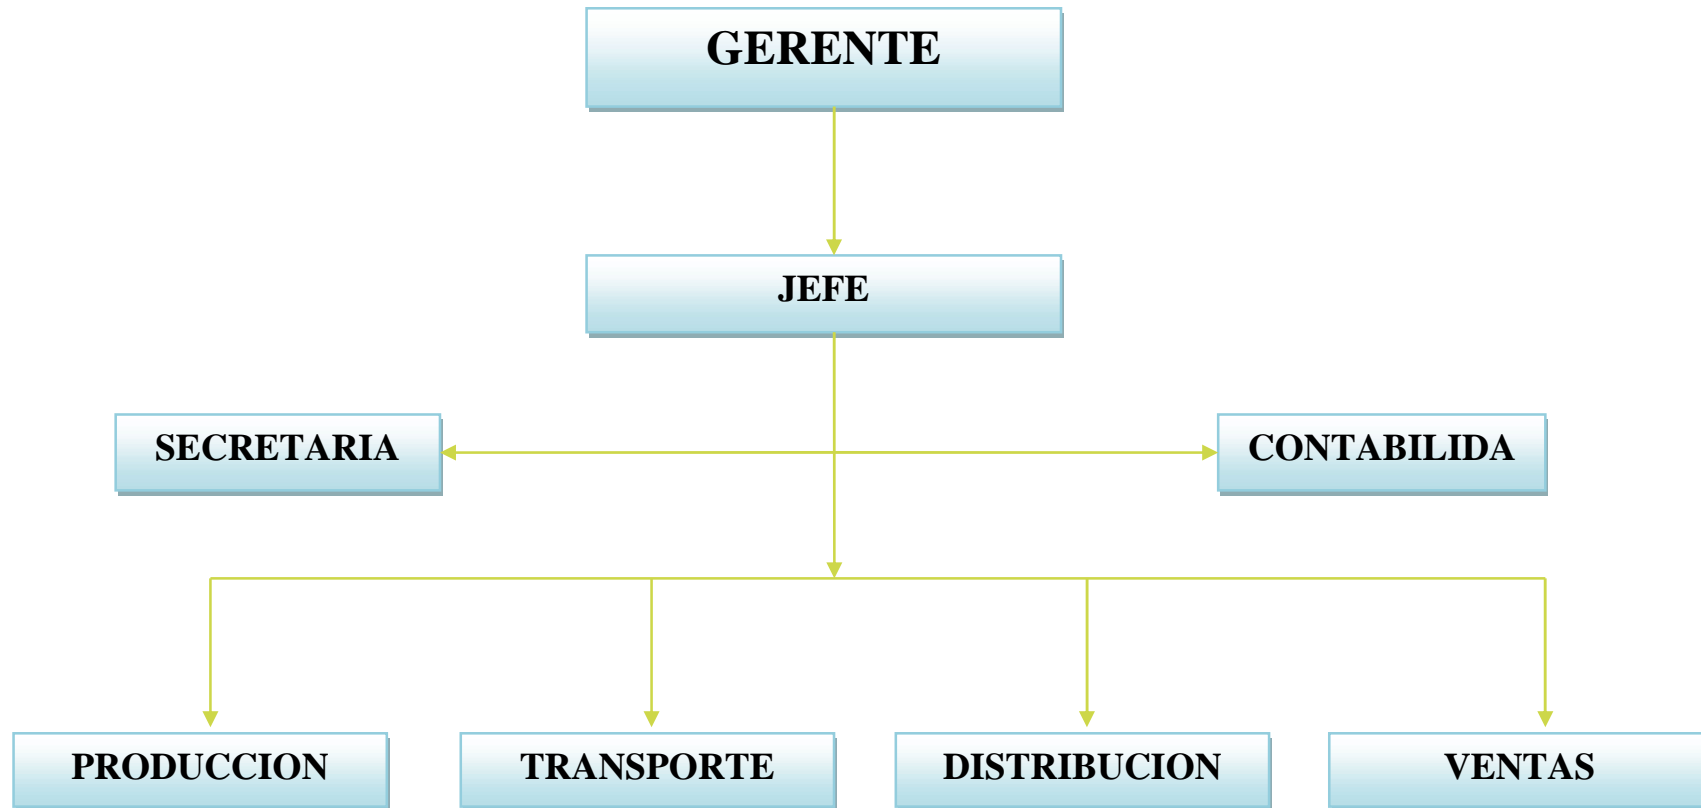 GERENTE
JEFE
SECRETARIA
CONTABILIDA
PRODUCCION
TRANSPORTE
DISTRIBUCION
VENTAS